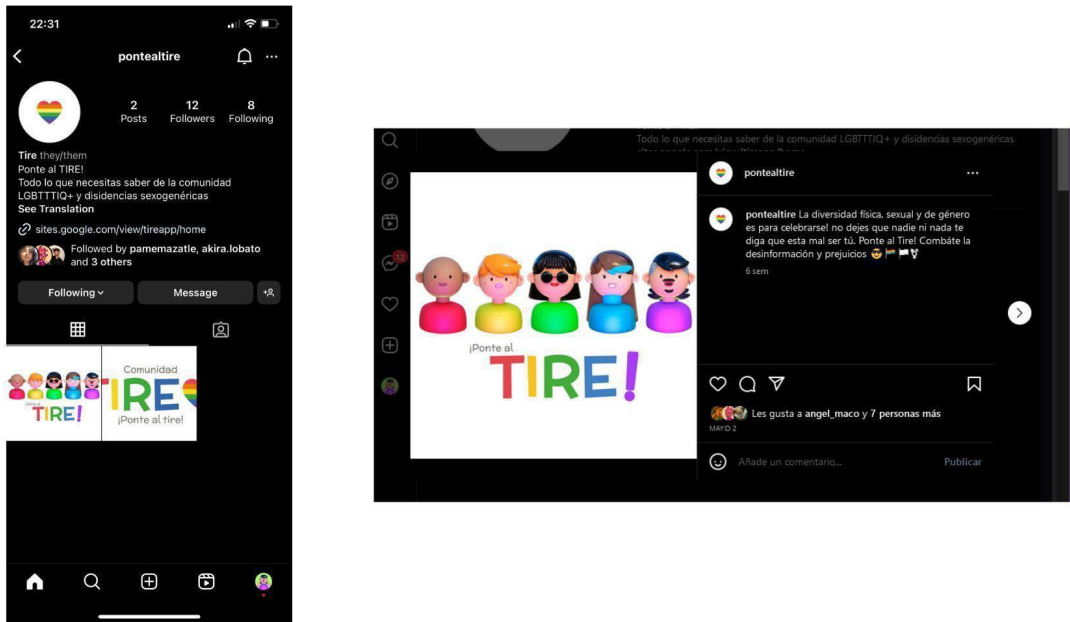 22:31
pontealtire
2 12 8
Posts Followers Following
Tire they/them
Ponte al TIRE!
Todo lo que necesitas saber de la comunidad
LGBTTTIQ+ y disidencias sexogenéricas
See Translation
sites.google.com/view/tireapp/home
Followed by pamemazatle, akira.lobato
and 3 others
Following Message
TIRE!
Comunidad
TIRE
¡Ponte al tire!
Todo lo que necesitas saber de la comunidad LGBTTTIQ+ y disidencias sexogenéricas
12
¡Ponte al
TIRE!
pontealtire
pontealtire La diversidad física, sexual y de género
es para celebrarse! no dejes que nadie ni nada te
diga que esta mal ser tú. Ponte al Tire! Combáte la
desinformación y prejuicios 😎🏳️‍🌈🏳️⚧
6 sem
Les gusta a angel_maco y 7 personas más
MAYO 2
Añade un comentario... Publicar